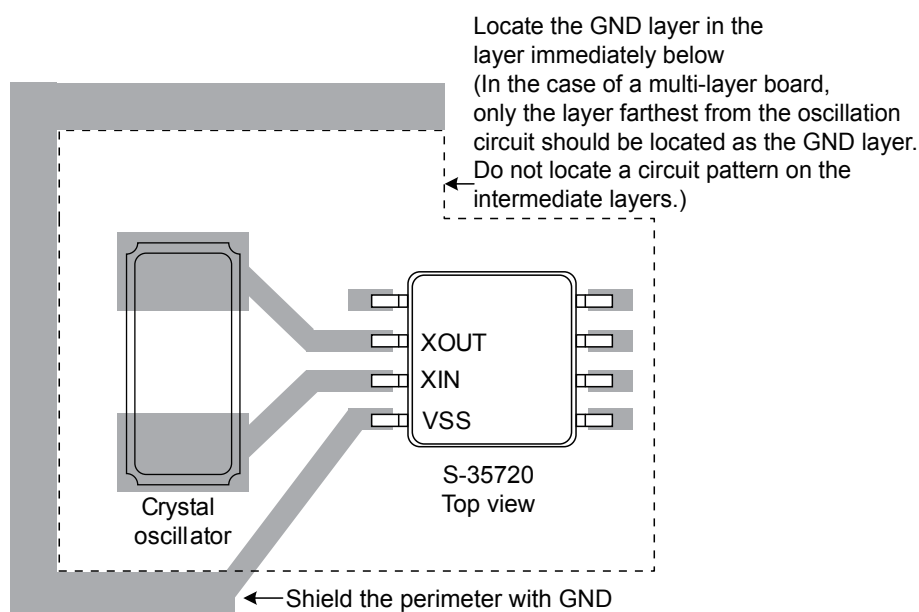 Locate the GND layer in the
layer immediately below
(In the case of a multi-layer board,
only the layer farthest from the oscillation
circuit should be located as the GND layer.
Do not locate a circuit pattern on the
intermediate layers.)
XOUT
XIN
VSS
S-35720
Top view
Crystal
oscillator
Shield the perimeter with GND